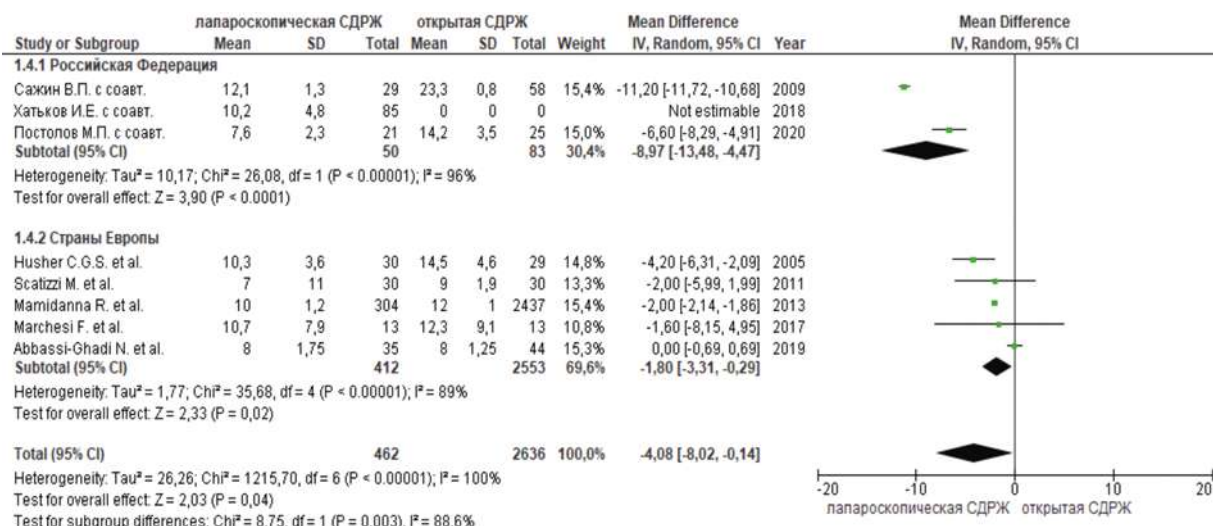 лапароскопическая СДРЖ открытая СДРЖ Mean Difference Mean Difference
Study or Subgroup Mean SD Total Mean SD Total Weight IV, Random, 95% CI Year IV, Random, 95% CI
1.4.1 Российская Федерация
Сажин В.П. с соавт. 12,1 1,3 29 23,3 0,8 58 15,4% -11,20 [-11,72, -10,68] 2009
Хатьков И.Е. с соавт. 10,2 4,8 85 0 0 0 Not estimable 2018
Постолов М.П. с соавт. 7,6 2,3 21 14,2 3,5 25 15,0% -6,60 [-8,29, -4,91] 2020
Subtotal (95% CI) 50 83 30,4% -8,97 [-13,48, -4,47]
Heterogeneity: Tau² = 10,17; Chi² = 26,08, df = 1 (P < 0.00001); I² = 96%
Test for overall effect: Z = 3,90 (P < 0.0001)
1.4.2 Страны Европы
Husher C.G.S. et al. 10,3 3,6 30 14,5 4,6 29 14,8% -4,20 [-6,31, -2,09] 2005
Scatizzi M. et al. 7 11 30 9 1,9 30 13,3% -2,00 [-5,99, 1,99] 2011
Mamidanna R. et al. 10 1,2 304 12 1 2437 15,4% -2,00 [-2,14, -1,86] 2013
Marchesi F. et al. 10,7 7,9 13 12,3 9,1 13 10,8% -1,60 [-8,15, 4,95] 2017
Abbassi-Ghadi N. et al. 8 1,75 35 8 1,25 44 15,3% 0,00 [-0,69, 0,69] 2019
Subtotal (95% CI) 412 2553 69,6% -1,80 [-3,31, -0,29]
Heterogeneity: Tau² = 1,77; Chi² = 35,68, df = 4 (P < 0.00001); I² = 89%
Test for overall effect: Z = 2,33 (P = 0,02)
Total (95% CI) 462 2636 100,0% -4,08 [-8,02, -0,14]
Heterogeneity: Tau² = 26,26; Chi² = 1215,70, df = 6 (P < 0.00001); I² = 100%
Test for overall effect: Z = 2,03 (P = 0,04)
Test for subgroup differences: Chi² = 8,75, df = 1 (P = 0,003), I² = 88,6%
-20 -10 0 10 20
лапароскопическая СДРЖ открытая СДРЖ